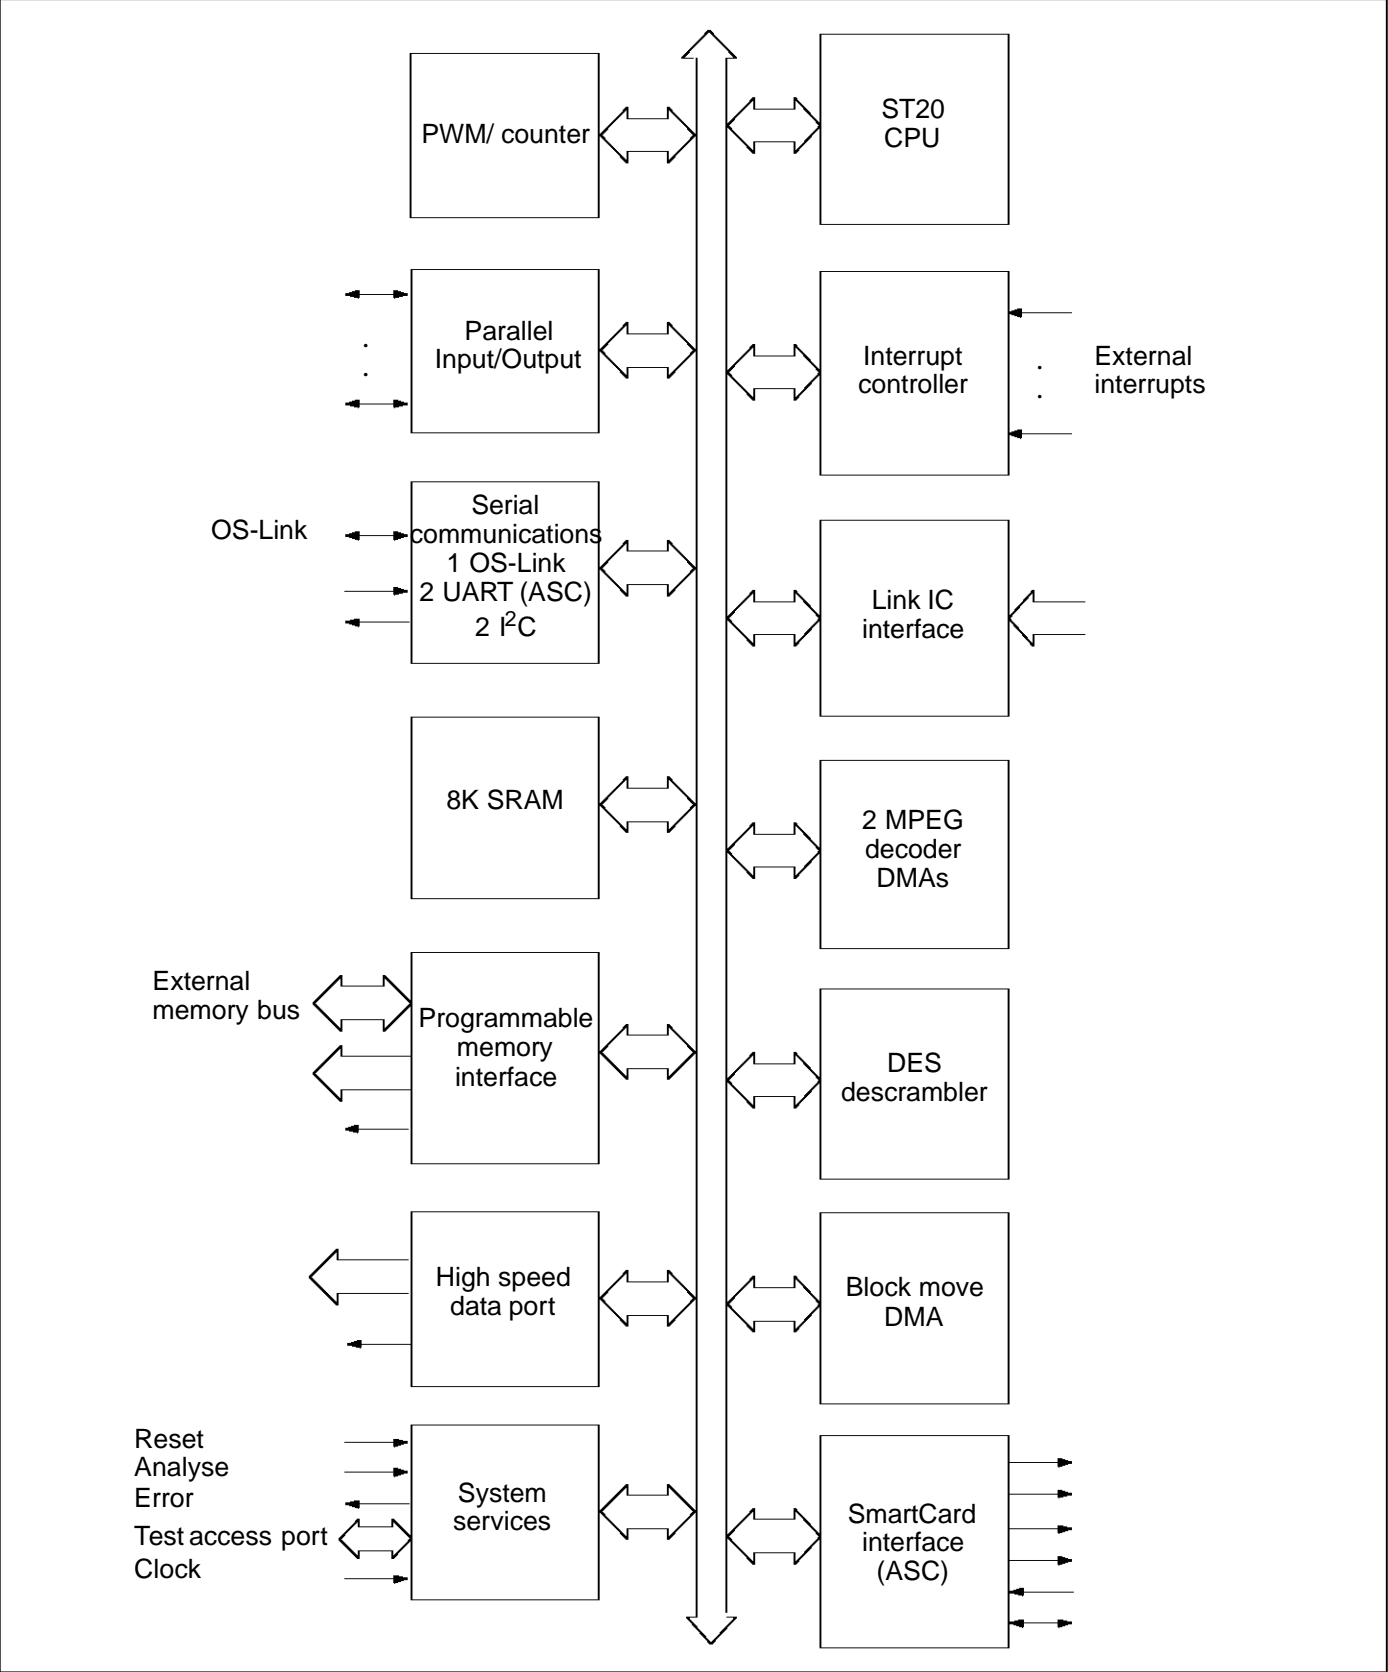 PWM/ counter
ST20
CPU
Parallel
Input/Output
Interrupt
controller
External
interrupts
OS-Link
Serial
communications
1 OS-Link
2 UART (ASC)
2 I²C
Link IC
interface
8K SRAM
2 MPEG
decoder
DMAs
External
memory bus
Programmable
memory
interface
DES
descrambler
High speed
data port
Block move
DMA
Reset
Analyse
Error
Test access port
Clock
System
services
SmartCard
interface
(ASC)